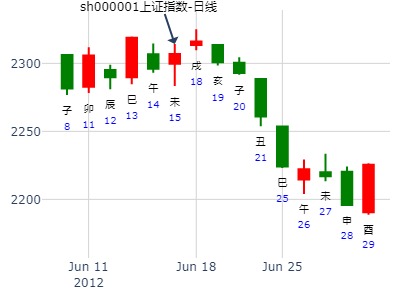 sh000001上证指数-日线
2300
2250
2200
子
8
卯
11
辰
12
巳
13
午
14
未
15
戌
18
亥
19
子
20
丑
21
巳
25
午
26
未
27
申
28
酉
29
Jun 11
2012
Jun 18
Jun 25